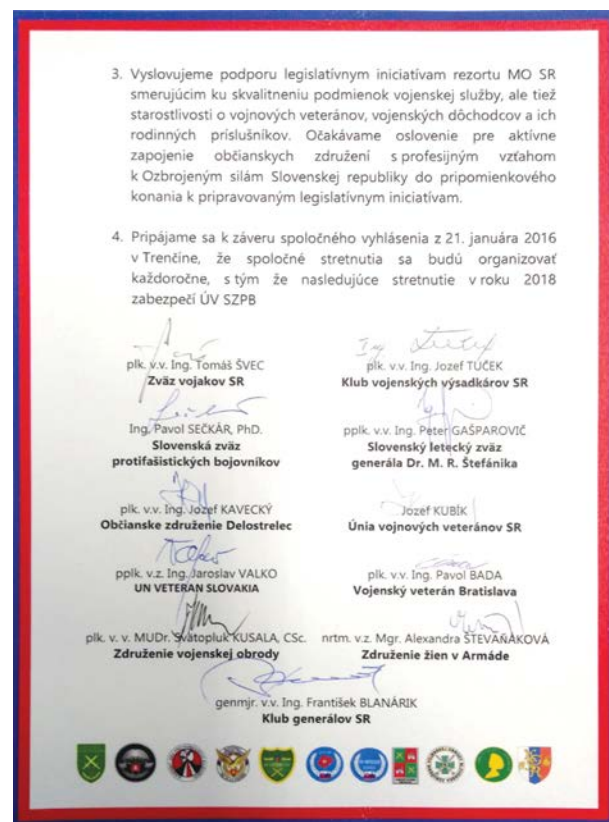 3. Vyslovujeme podporu legislatívnym iniciatívam rezortu MO SR
smerujúcim ku skvalitneniu podmienok vojenskej služby, ale tiež
starostlivosti o vojnových veteránov, vojenských dôchodcov a ich
rodinných príslušníkov. Očakávame oslovenie pre aktívne
zapojenie občianskych združení s profesijným vzťahom
k Ozbrojeným silám Slovenskej republiky do pripomienkového
konania k pripravovaným legislatívnym iniciatívam.
4. Pripájame sa k záveru spoločného vyhlásenia z 21. januára 2016
v Trenčíne, že spoločné stretnutia sa budú organizovať
každoročne, s tým že nasledujúce stretnutie v roku 2018
zabezpečí ÚV SZPB
plk. v.v. Ing. Tomáš ŠVEC
Zväz vojakov SR
plk. v.v. Ing. Jozef TUČEK
Klub vojenských výsadkárov SR
Ing. Pavol SEČKÁR, PhD.
Slovenská zväz
protifašistických bojovníkov
pplk. v.v. Ing. Peter GAŠPAROVIČ
Slovenský letecký zväz
generála Dr. M. R. Štefánika
plk. v.v. Ing. Jozef KAVECKÝ
Občianske združenie Delostrelec
Jozef KUBÍK
Únia vojnových veteránov SR
pplk. v.z. Ing. Jaroslav VALKO
UN VETERAN SLOVAKIA
plk. v.v. Ing. Pavol BADA
Vojenský veterán Bratislava
plk. v. v. MUDr. Svätopluk KUSALA, CSc.
Združenie vojenskej obrody
nrtm. v.z. Mgr. Alexandra ŠTEVAŇÁKOVÁ
Združenie žien v Armáde
genmjr. v.v. Ing. František BLANÁRIK
Klub generálov SR